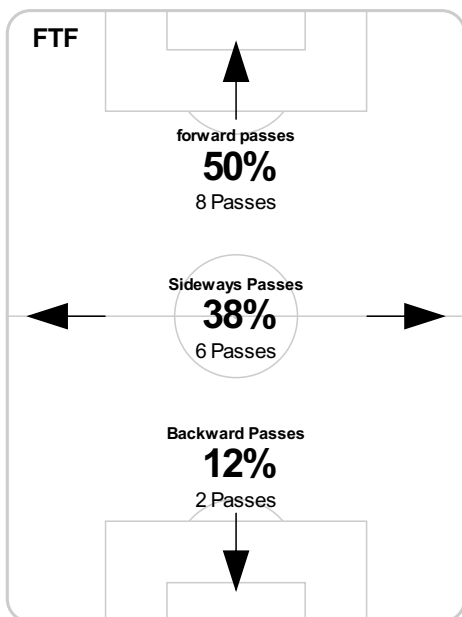 FTF
forward passes
50%
8 Passes
Sideways Passes
38%
6 Passes
Backward Passes
12%
2 Passes